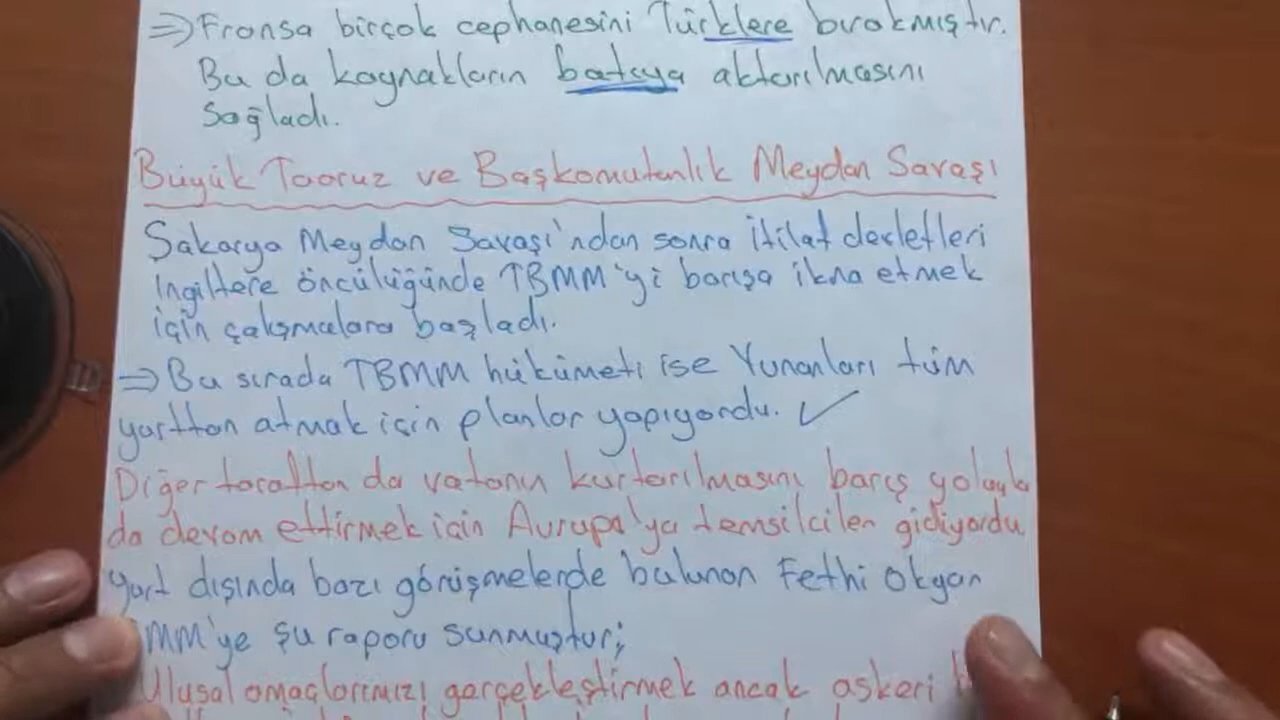 ⇒ Fransa birçok cephanesini Türklere bırakmıştır.
Bu da kaynakların batıya aktarılmasını
sağladı.
Büyük Taaruz ve Başkomutanlık Meydan Savaşı
Sakarya Meydan Savaşı'ndan sonra İtilaf devletleri
İngiltere öncülüğünde TBMM'yi barışa ikna etmek
için çalışmalara başladı.
⇒ Bu sırada TBMM hükümeti ise Yunanları tüm
yurttan atmak için planlar yapıyordu. ✓
Diğer taraftan da vatanın kurtarılmasını barış yoluyla
da devam ettirmek için Avrupa'ya temsilciler gidiyordu
yurt dışında bazı görüşmelerde bulunan Fethi Okyar
MM'ye şu raporu sunmuştur;
Ulusal amaçlarımızı gerçekleştirmek ancak askeri